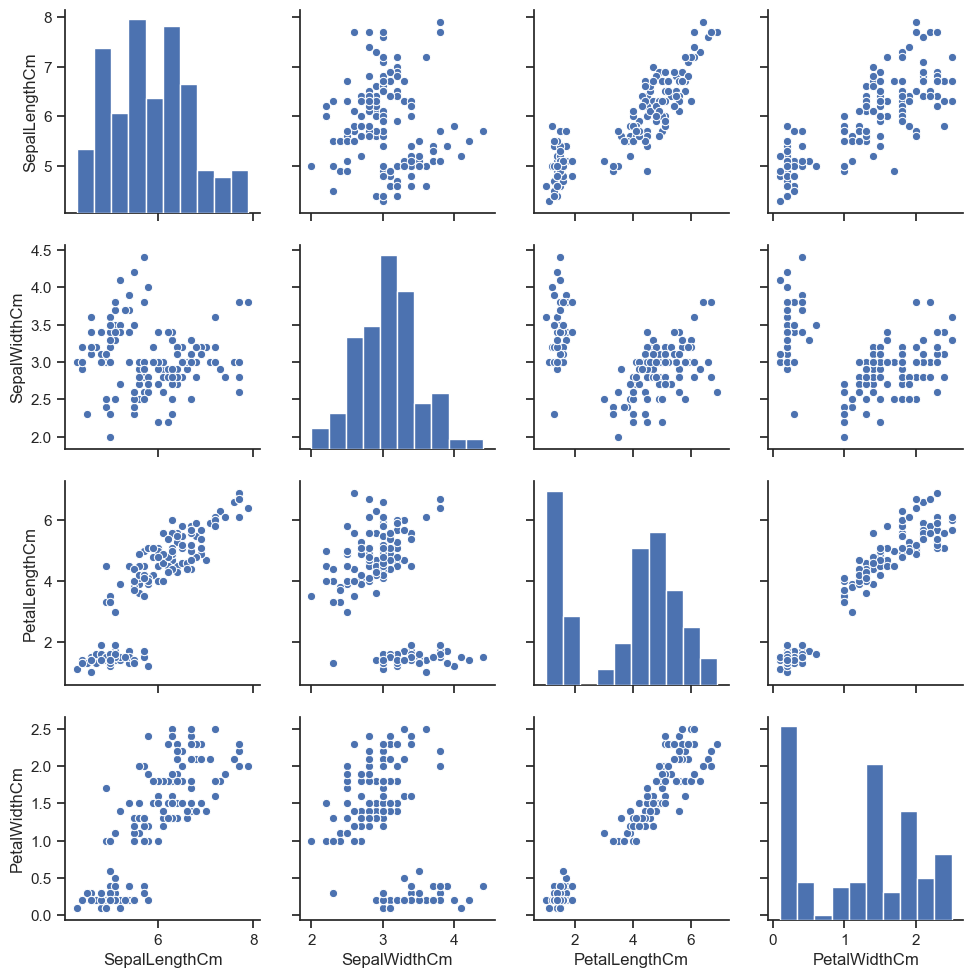 SepalLengthCm
8
7
6
5
SepalWidthCm
4.5
4.0
3.5
3.0
2.5
2.0
PetalLengthCm
6
4
2
PetalWidthCm
2.5
2.0
1.5
1.0
0.5
0.0
6 8
2 3 4
2 4 6
0 1 2
SepalLengthCm SepalWidthCm PetalLengthCm PetalWidthCm